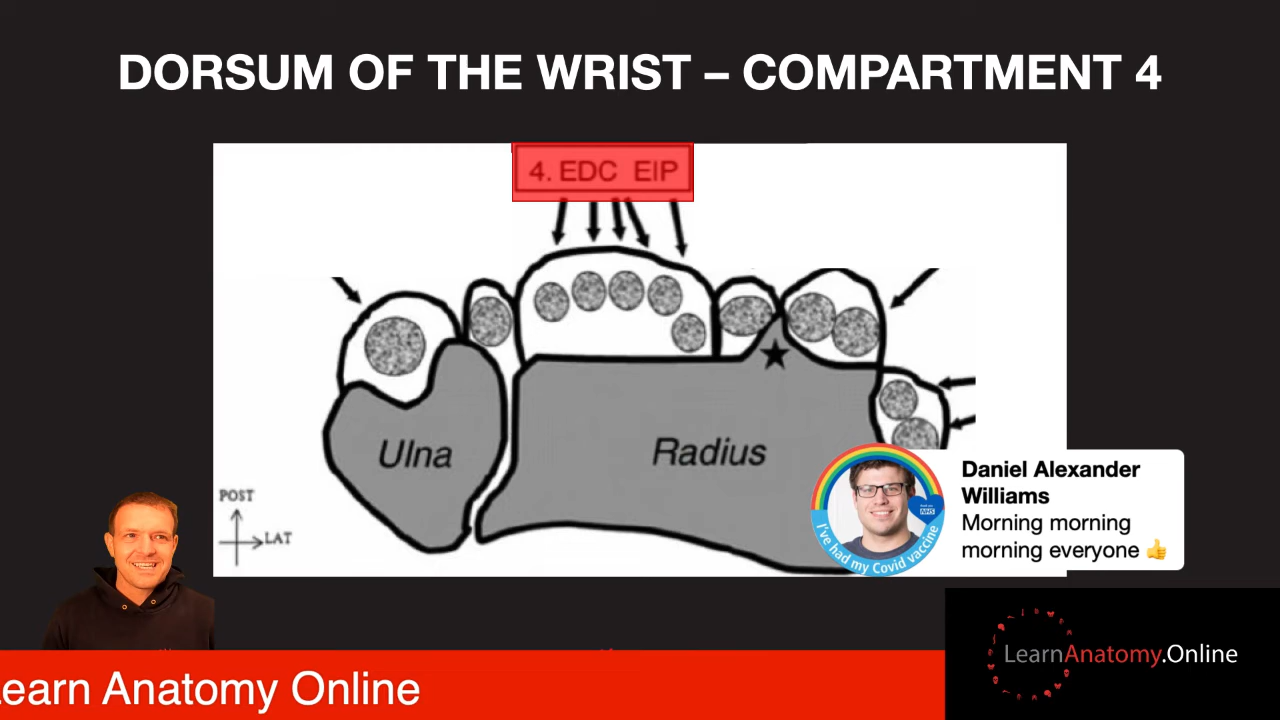 DORSUM OF THE WRIST – COMPARTMENT 4
4. EDC EIP
Ulna
Radius
POST
LAT
I've had my Covid vaccine
NHS
Daniel Alexander
Williams
Morning morning
morning everyone 👍
earn Anatomy Online
LearnAnatomy.Online